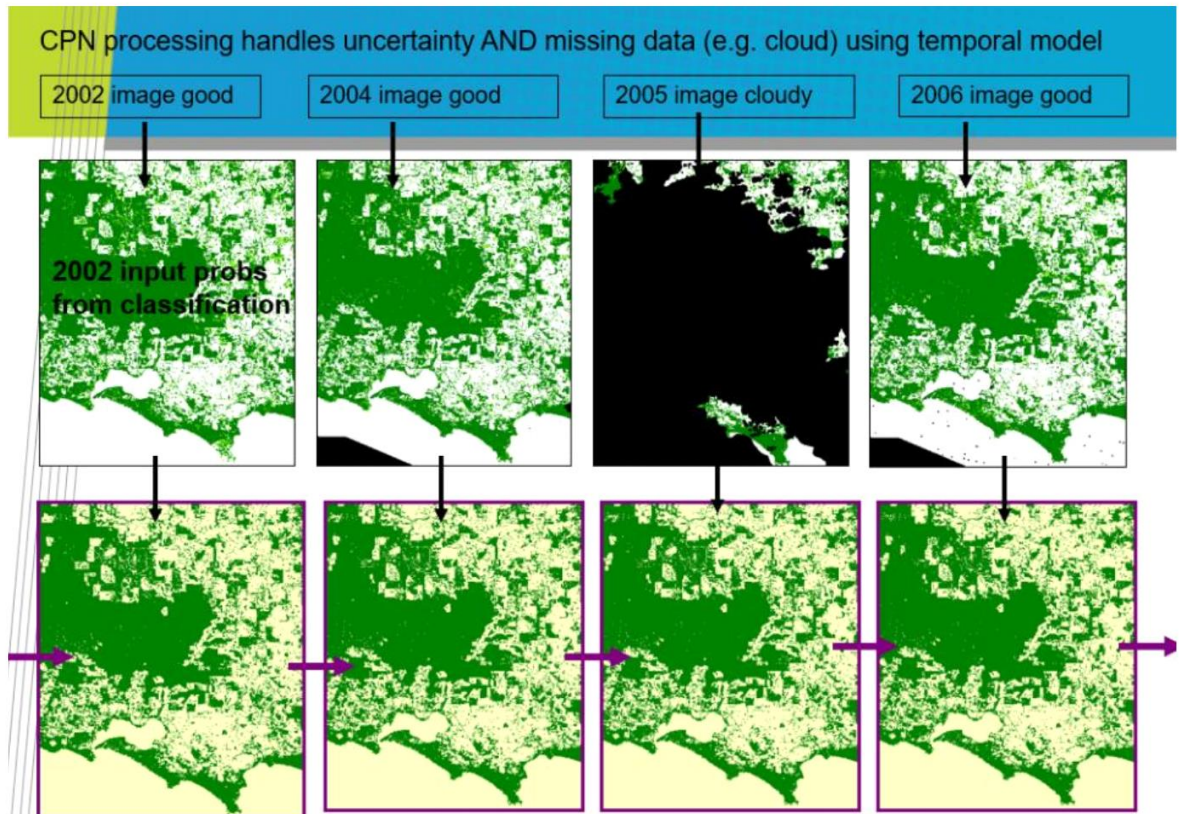 CPN processing handles uncertainty AND missing data (e.g. cloud) using temporal model
2002 image good
2004 image good
2005 image cloudy
2006 image good
2002 input probs
from classification